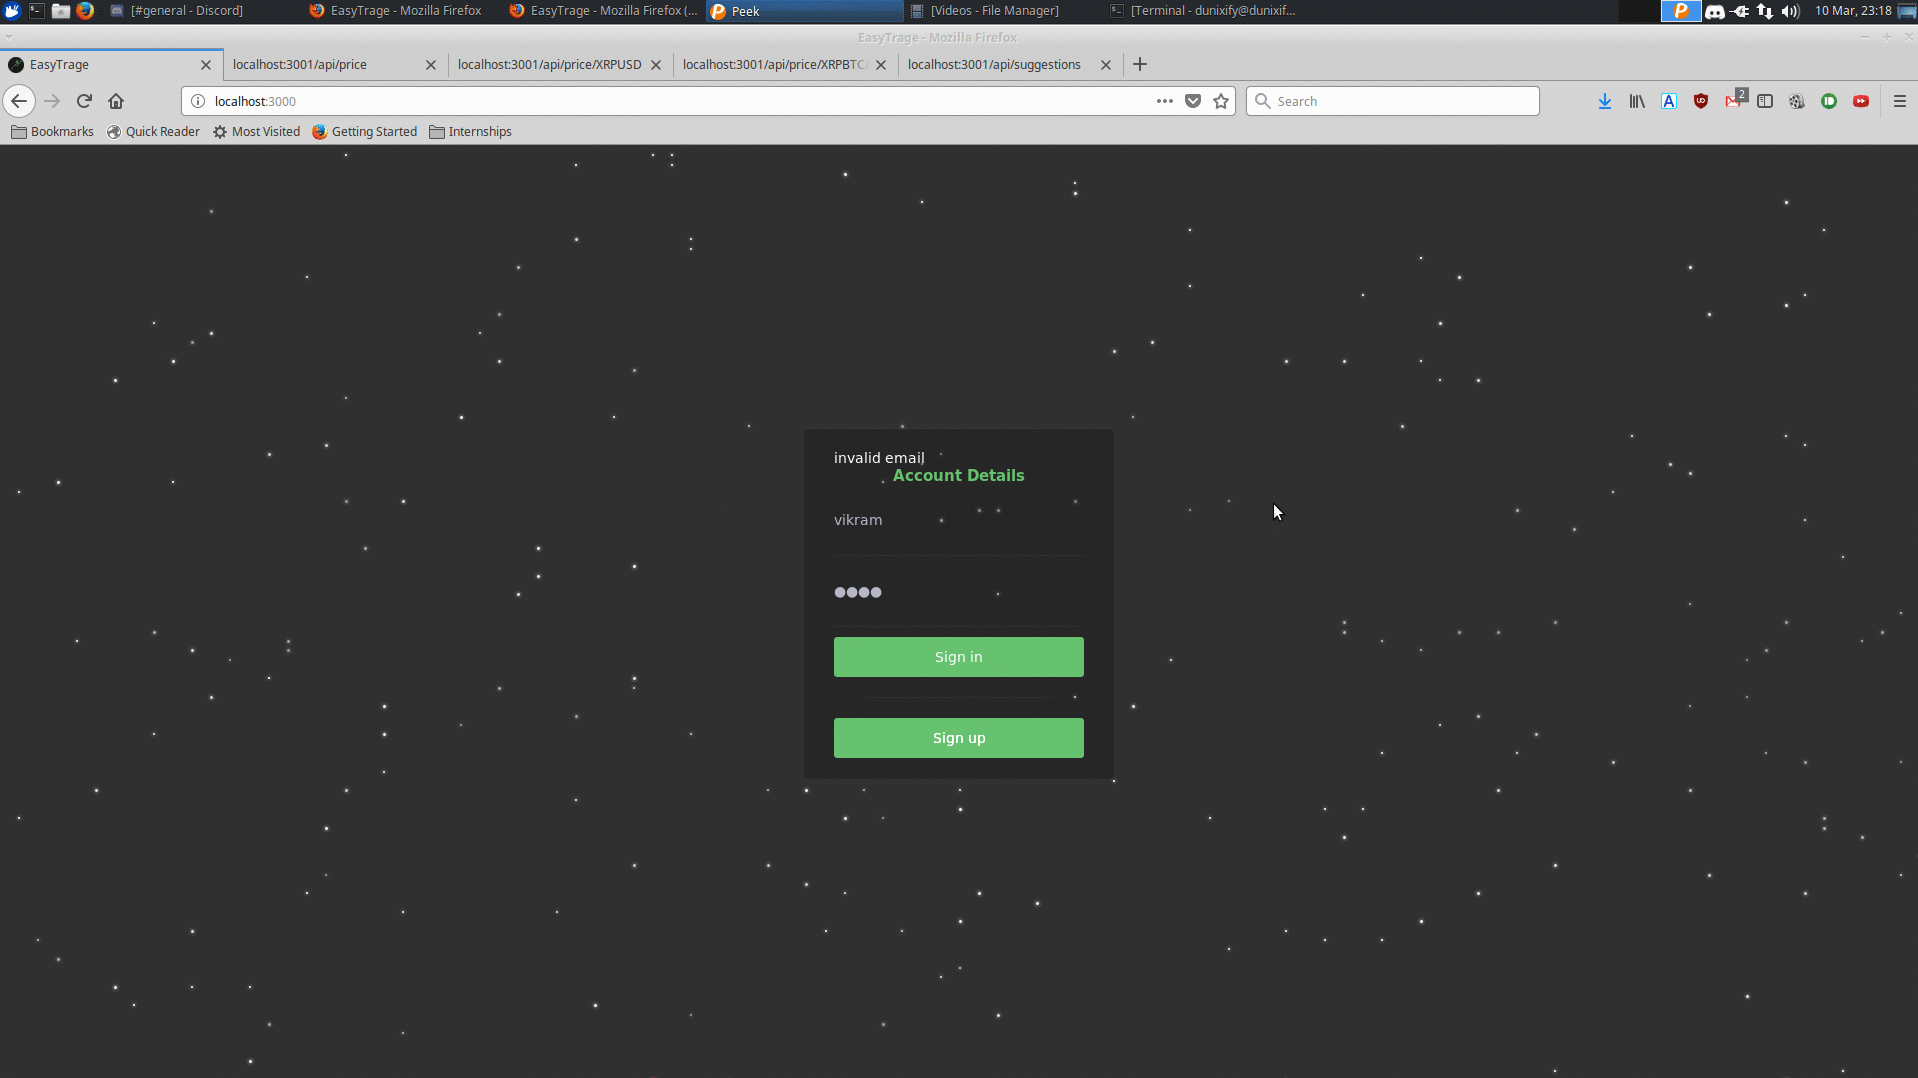 [#general - Discord]
EasyTrage - Mozilla Firefox
EasyTrage - Mozilla Firefox (...
Peek
[Videos - File Manager]
[Terminal - dunixify@dunixif...
10 Mar, 23:18
EasyTrage - Mozilla Firefox
EasyTrage
localhost:3001/api/price
localhost:3001/api/price/XRPUSD
localhost:3001/api/price/XRPBTC
localhost:3001/api/suggestions
localhost:3000
Search
2
Bookmarks
Quick Reader
Most Visited
Getting Started
Internships
invalid email
Account Details
vikram
Sign in
Sign up